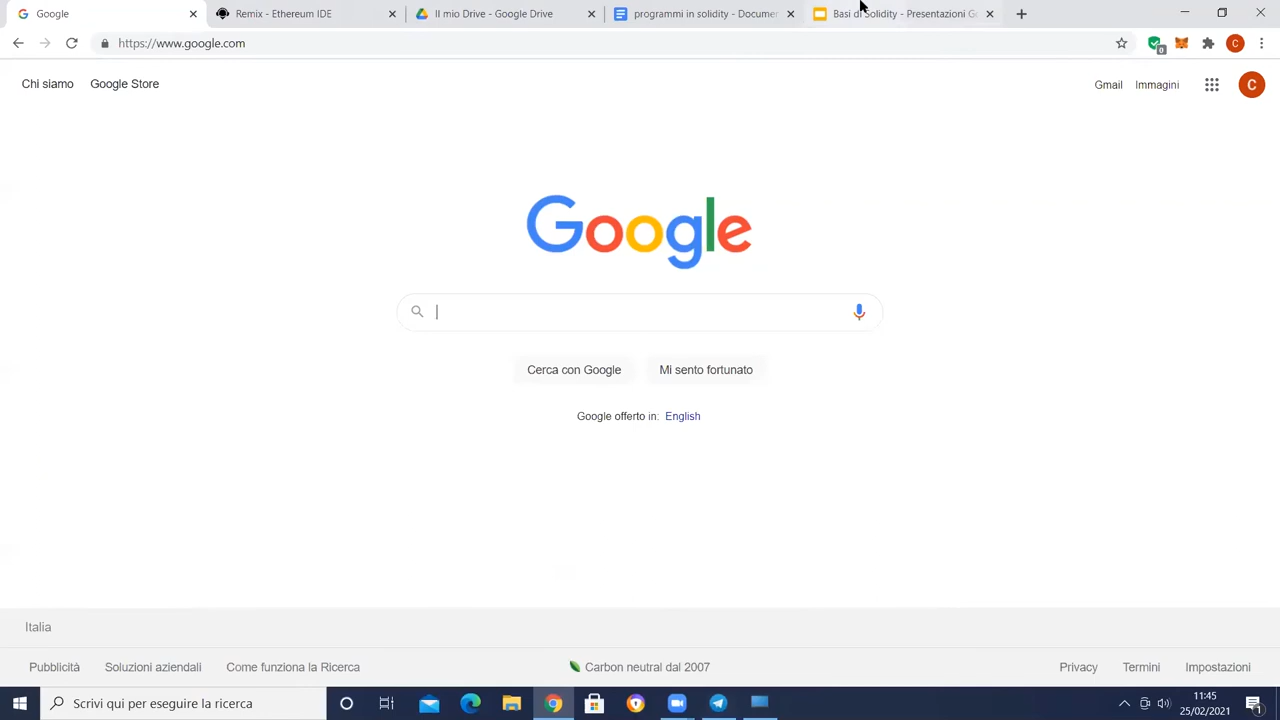 Google
Remix - Ethereum IDE
Il mio Drive - Google Drive
programmi in solidity - Documen
Basi di Solidity - Presentazioni Go
https://www.google.com
0
C
Chi siamo
Google Store
Gmail
Immagini
C
Google
Cerca con Google
Mi sento fortunato
Google offerto in: English
Italia
Pubblicità
Soluzioni aziendali
Come funziona la Ricerca
Carbon neutral dal 2007
Privacy
Termini
Impostazioni
Scrivi qui per eseguire la ricerca
11:45
25/02/2021
1